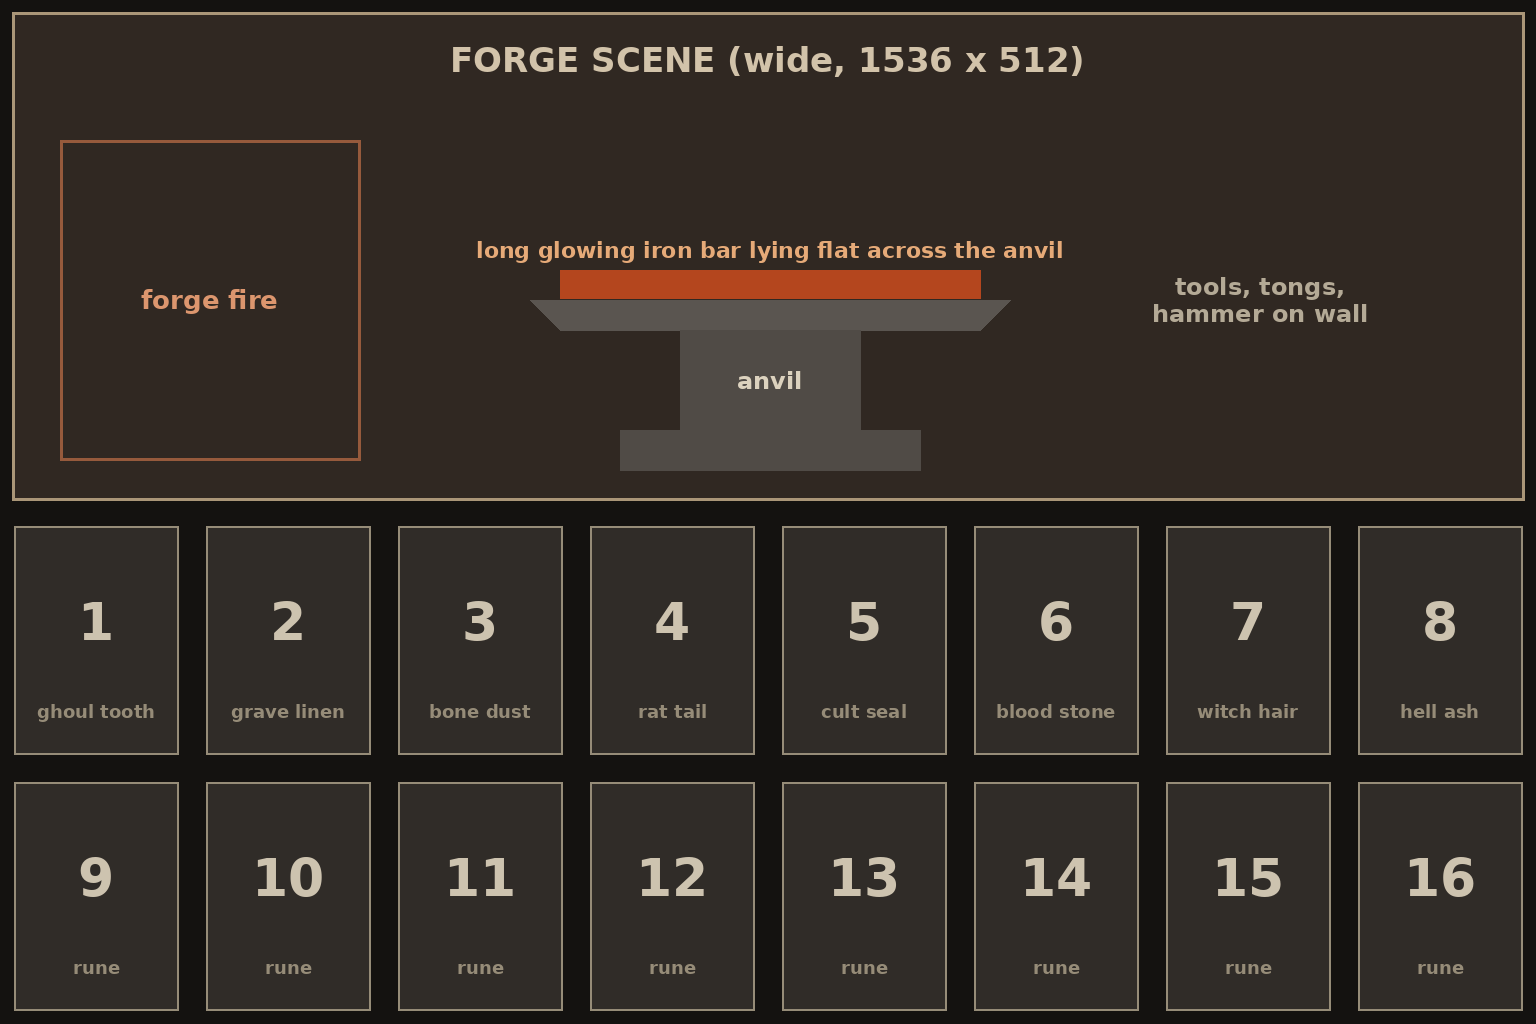 FORGE SCENE (wide, 1536 x 512)
long glowing iron bar lying flat across the anvil
forge fire
tools, tongs,
hammer on wall
anvil
1
2
3
4
5
6
7
8
ghoul tooth
grave linen
bone dust
rat tail
cult seal
blood stone
witch hair
hell ash
9
10
11
12
13
14
15
16
rune
rune
rune
rune
rune
rune
rune
rune